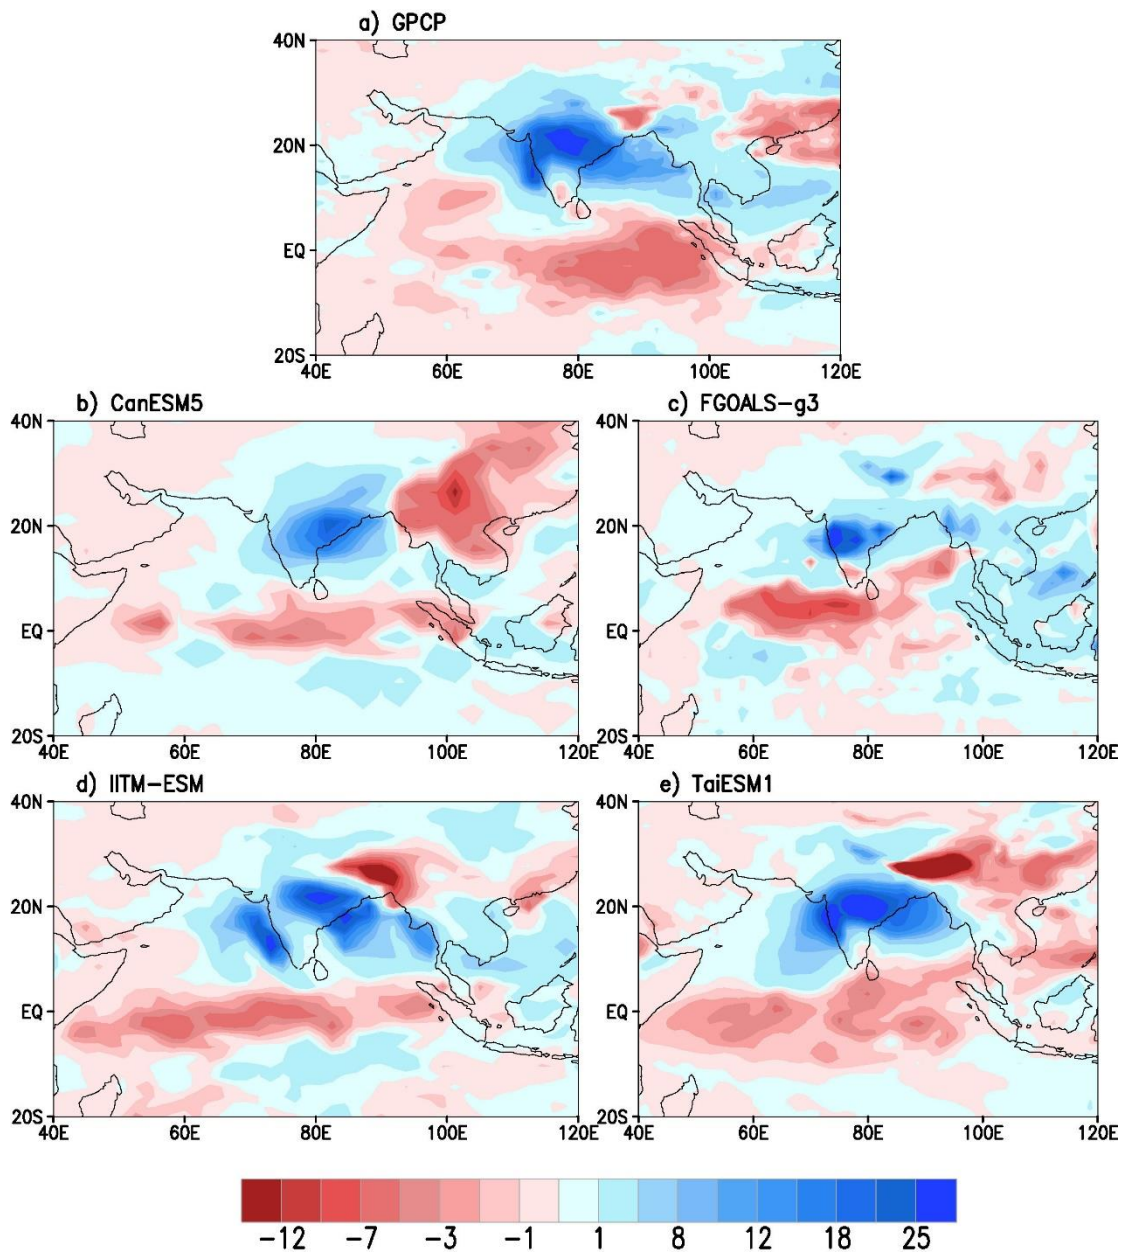 a) GPCP
40N
20N
EQ
20S
40E 60E 80E 100E 120E
b) CanESM5 c) FGOALS-g3
40N 40N
20N 20N
EQ EQ
20S 20S
40E 60E 80E 100E 120E 40E 60E 80E 100E 120E
d) IITM-ESM e) TaiESM1
40N 40N
20N 20N
EQ EQ
20S 20S
40E 60E 80E 100E 120E 40E 60E 80E 100E 120E
-12 -7 -3 -1 1 8 12 18 25